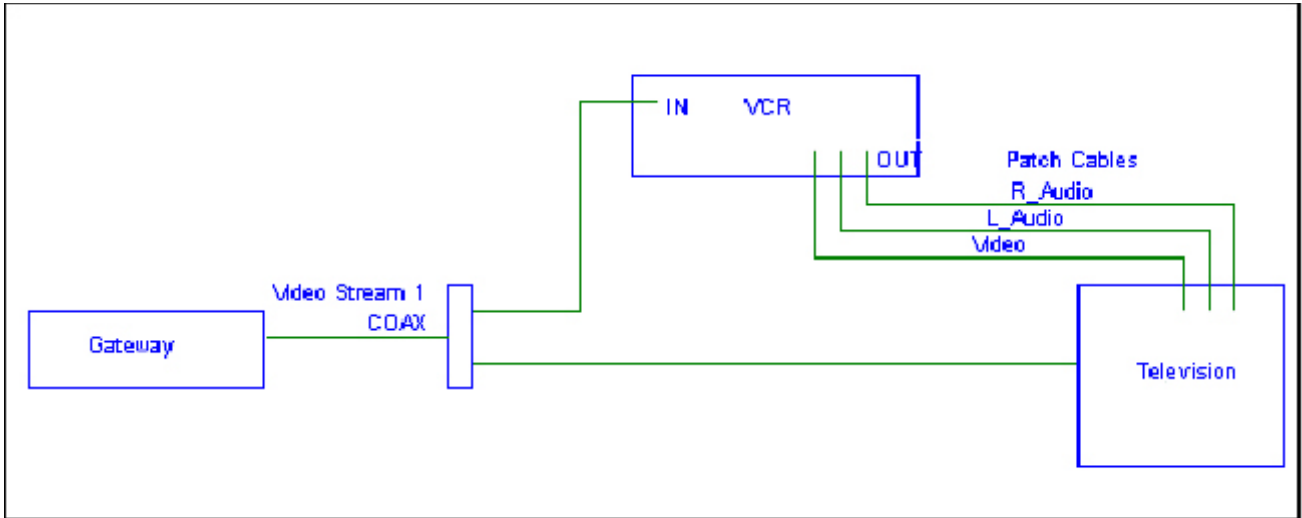 IN VCR
OUT
Patch Cables
R_Audio
L_Audio
Video
Video Stream 1
COAX
Gateway
Television